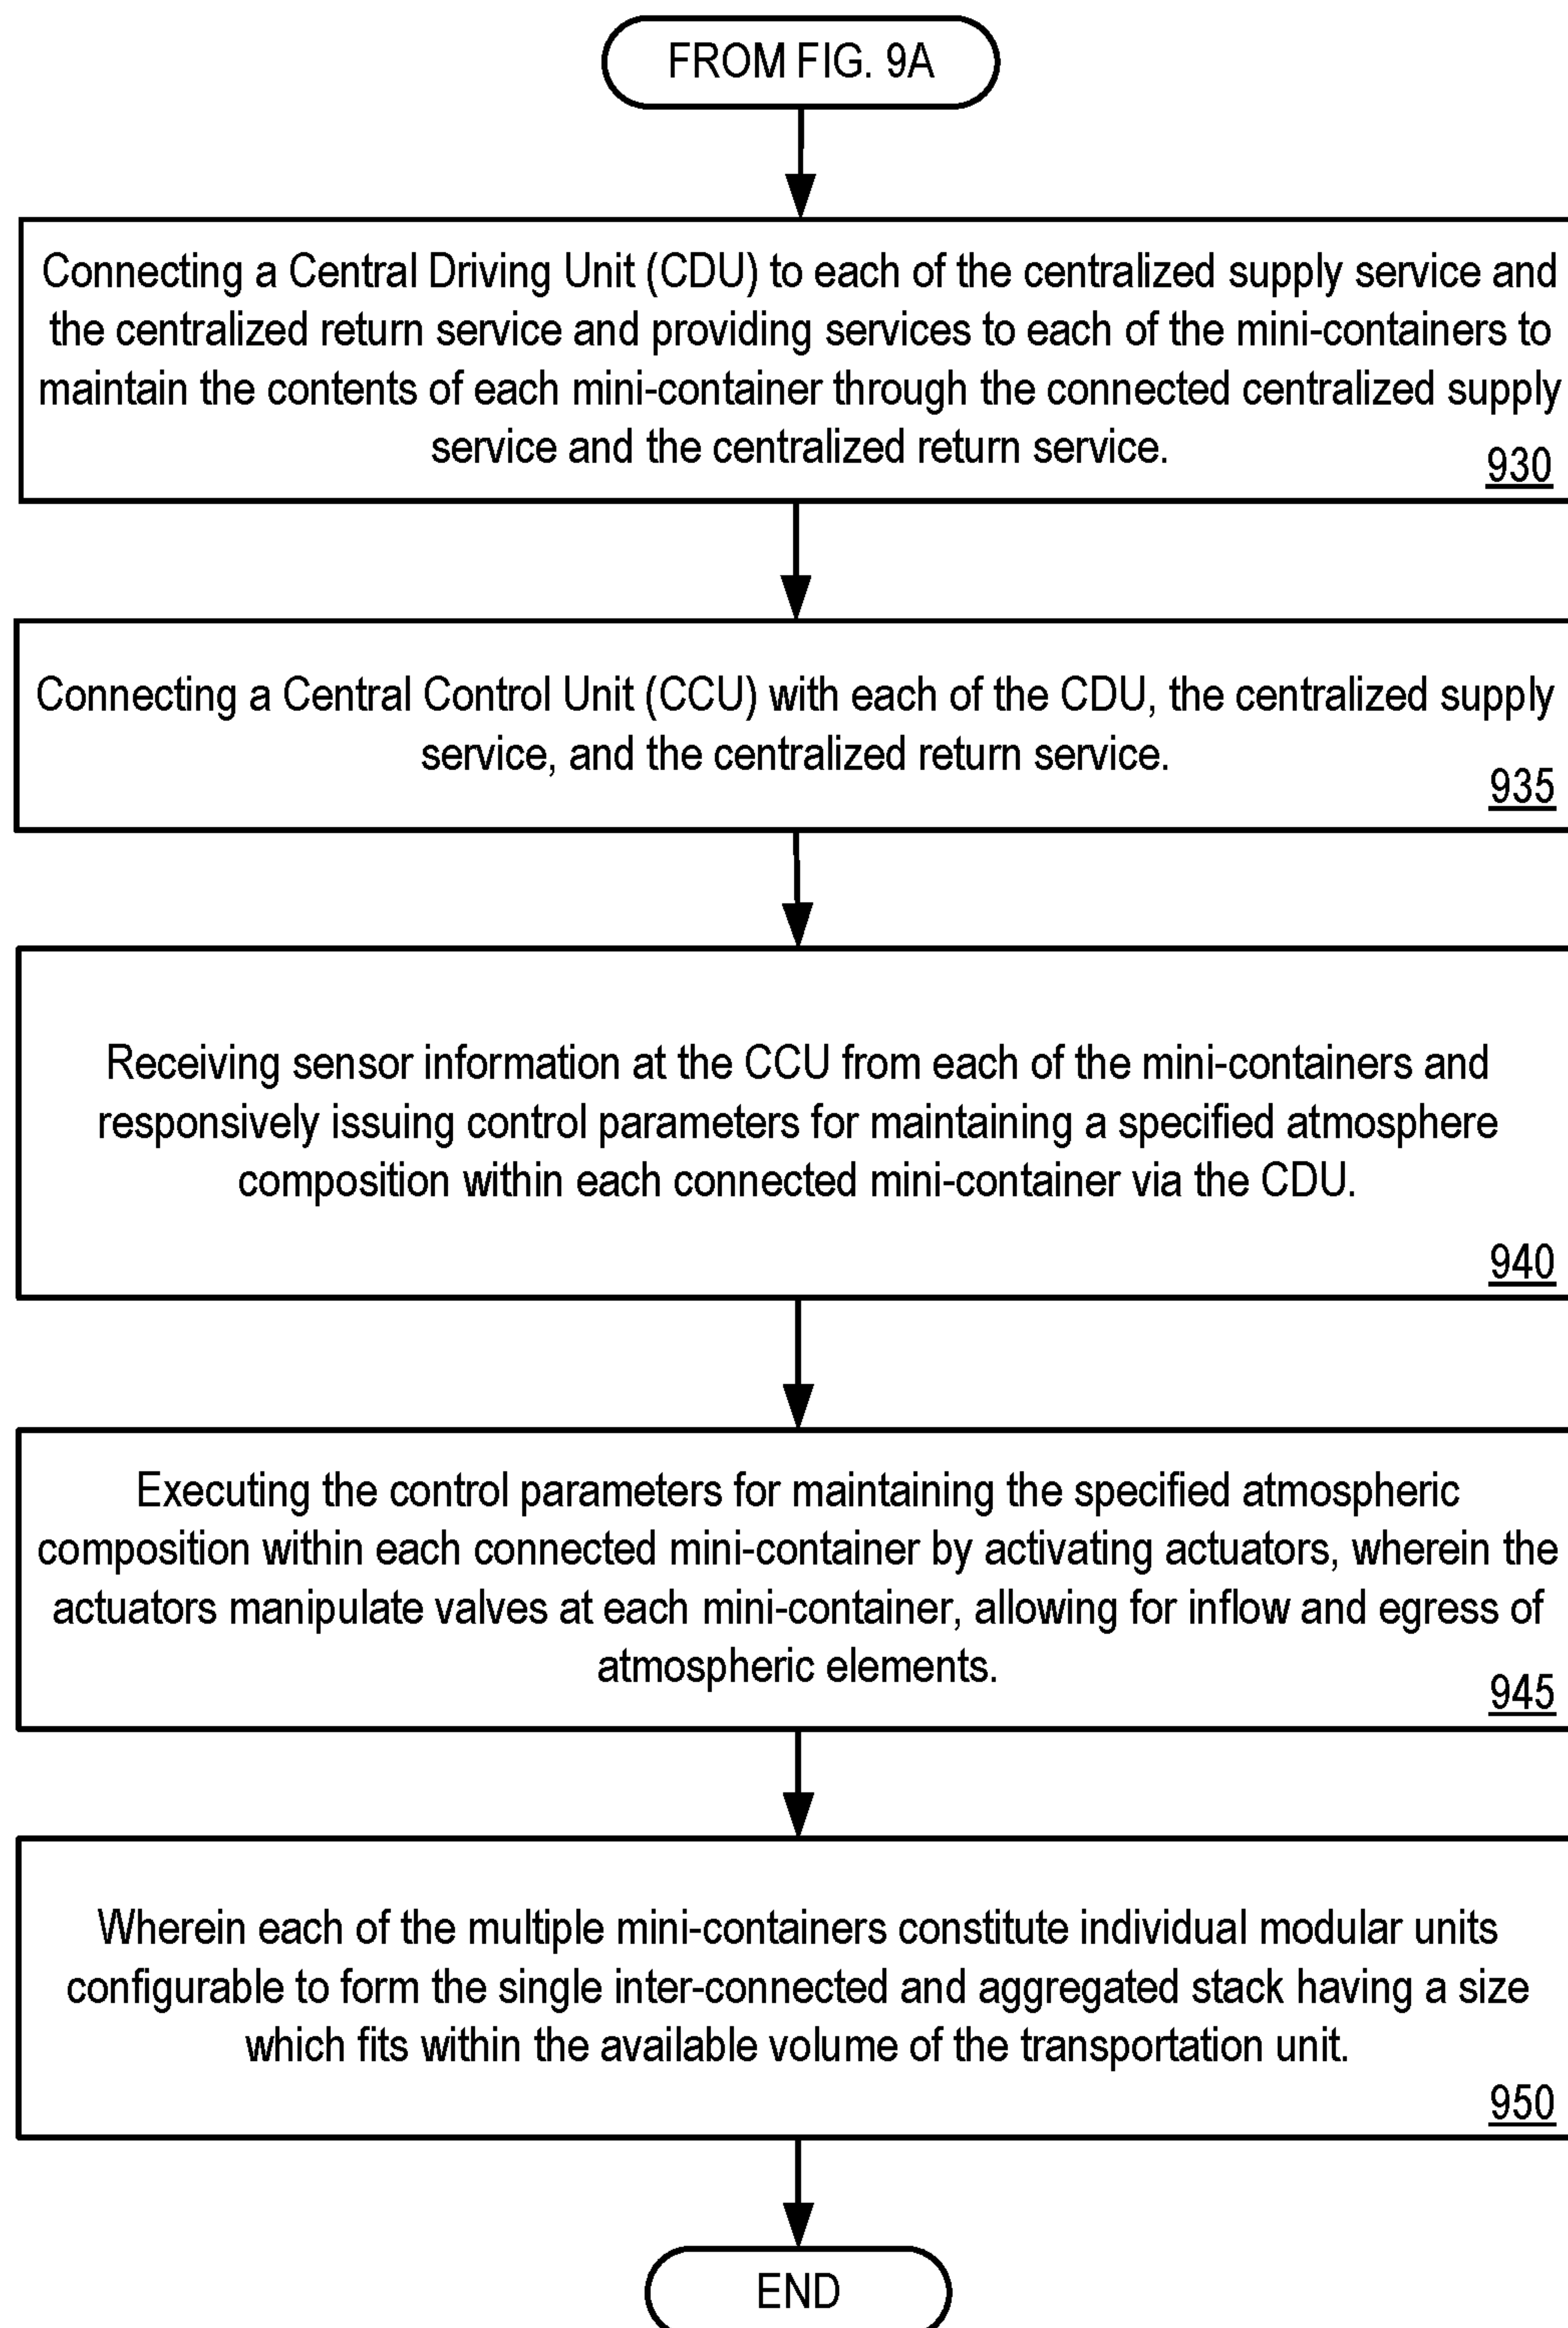 FROM FIG. 9A
Connecting a Central Driving Unit (CDU) to each of the centralized supply service and
the centralized return service and providing services to each of the mini-containers to
maintain the contents of each mini-container through the connected centralized supply
service and the centralized return service.
930
Connecting a Central Control Unit (CCU) with each of the CDU, the centralized supply
service, and the centralized return service.
935
Receiving sensor information at the CCU from each of the mini-containers and
responsively issuing control parameters for maintaining a specified atmosphere
composition within each connected mini-container via the CDU.
940
Executing the control parameters for maintaining the specified atmospheric
composition within each connected mini-container by activating actuators, wherein the
actuators manipulate valves at each mini-container, allowing for inflow and egress of
atmospheric elements.
945
Wherein each of the multiple mini-containers constitute individual modular units
configurable to form the single inter-connected and aggregated stack having a size
which fits within the available volume of the transportation unit.
950
END